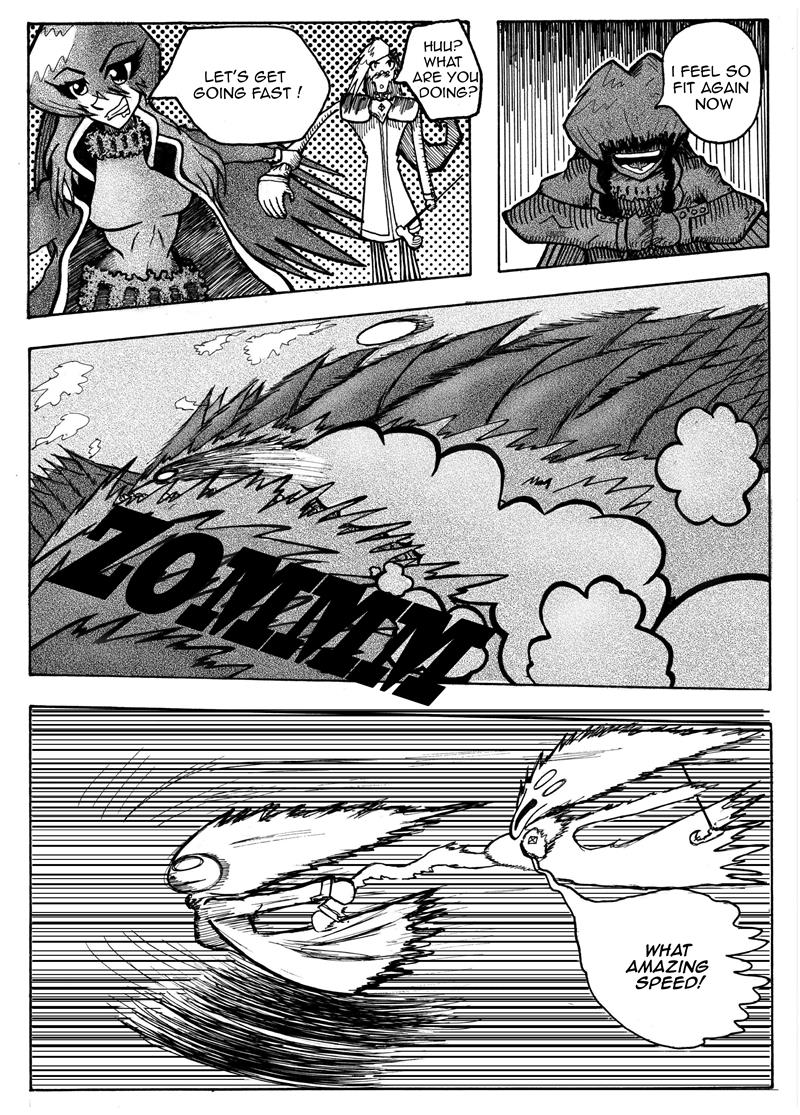 LET'S GET
GOING FAST !
HUU?
WHAT
ARE YOU
DOING?
I FEEL SO
FIT AGAIN
NOW
ZOMMM
WHAT
AMAZING
SPEED!